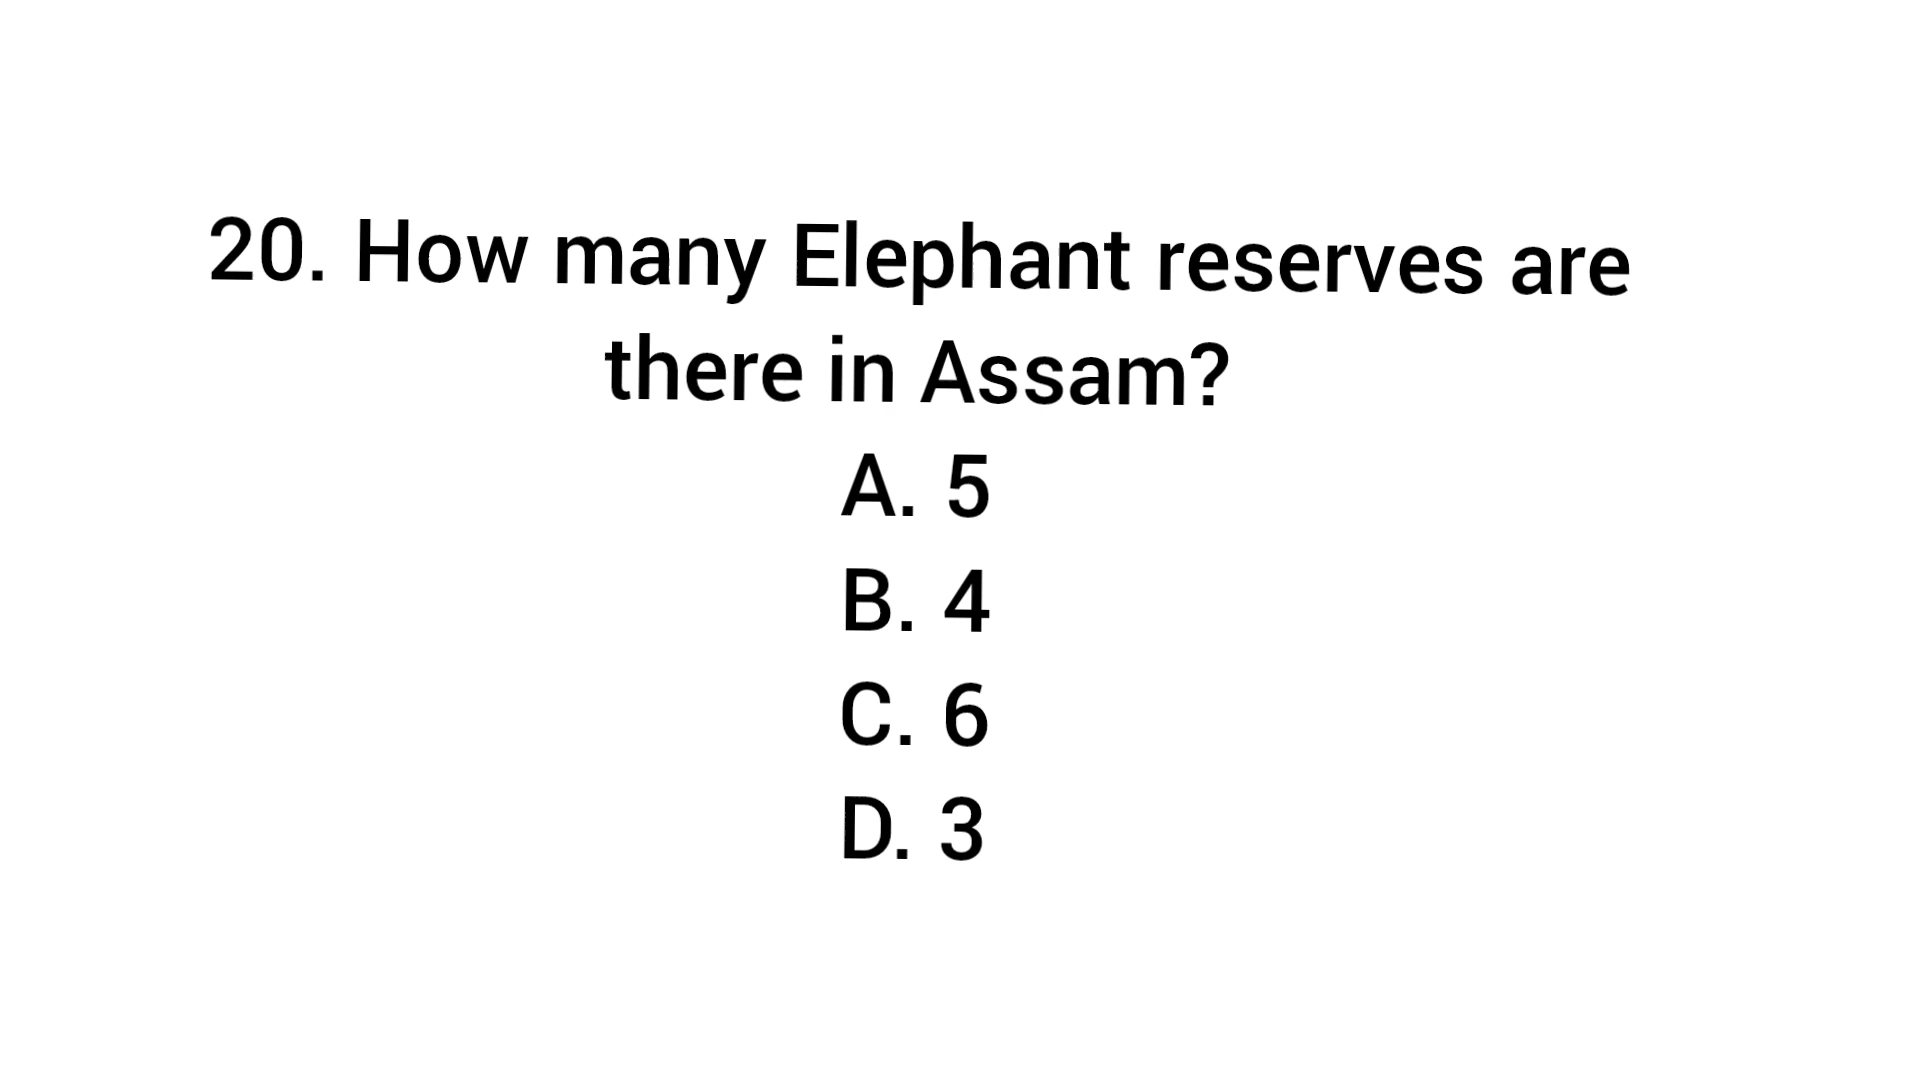 20. How many Elephant reserves are
there in Assam?
A. 5
B. 4
C. 6
D. 3